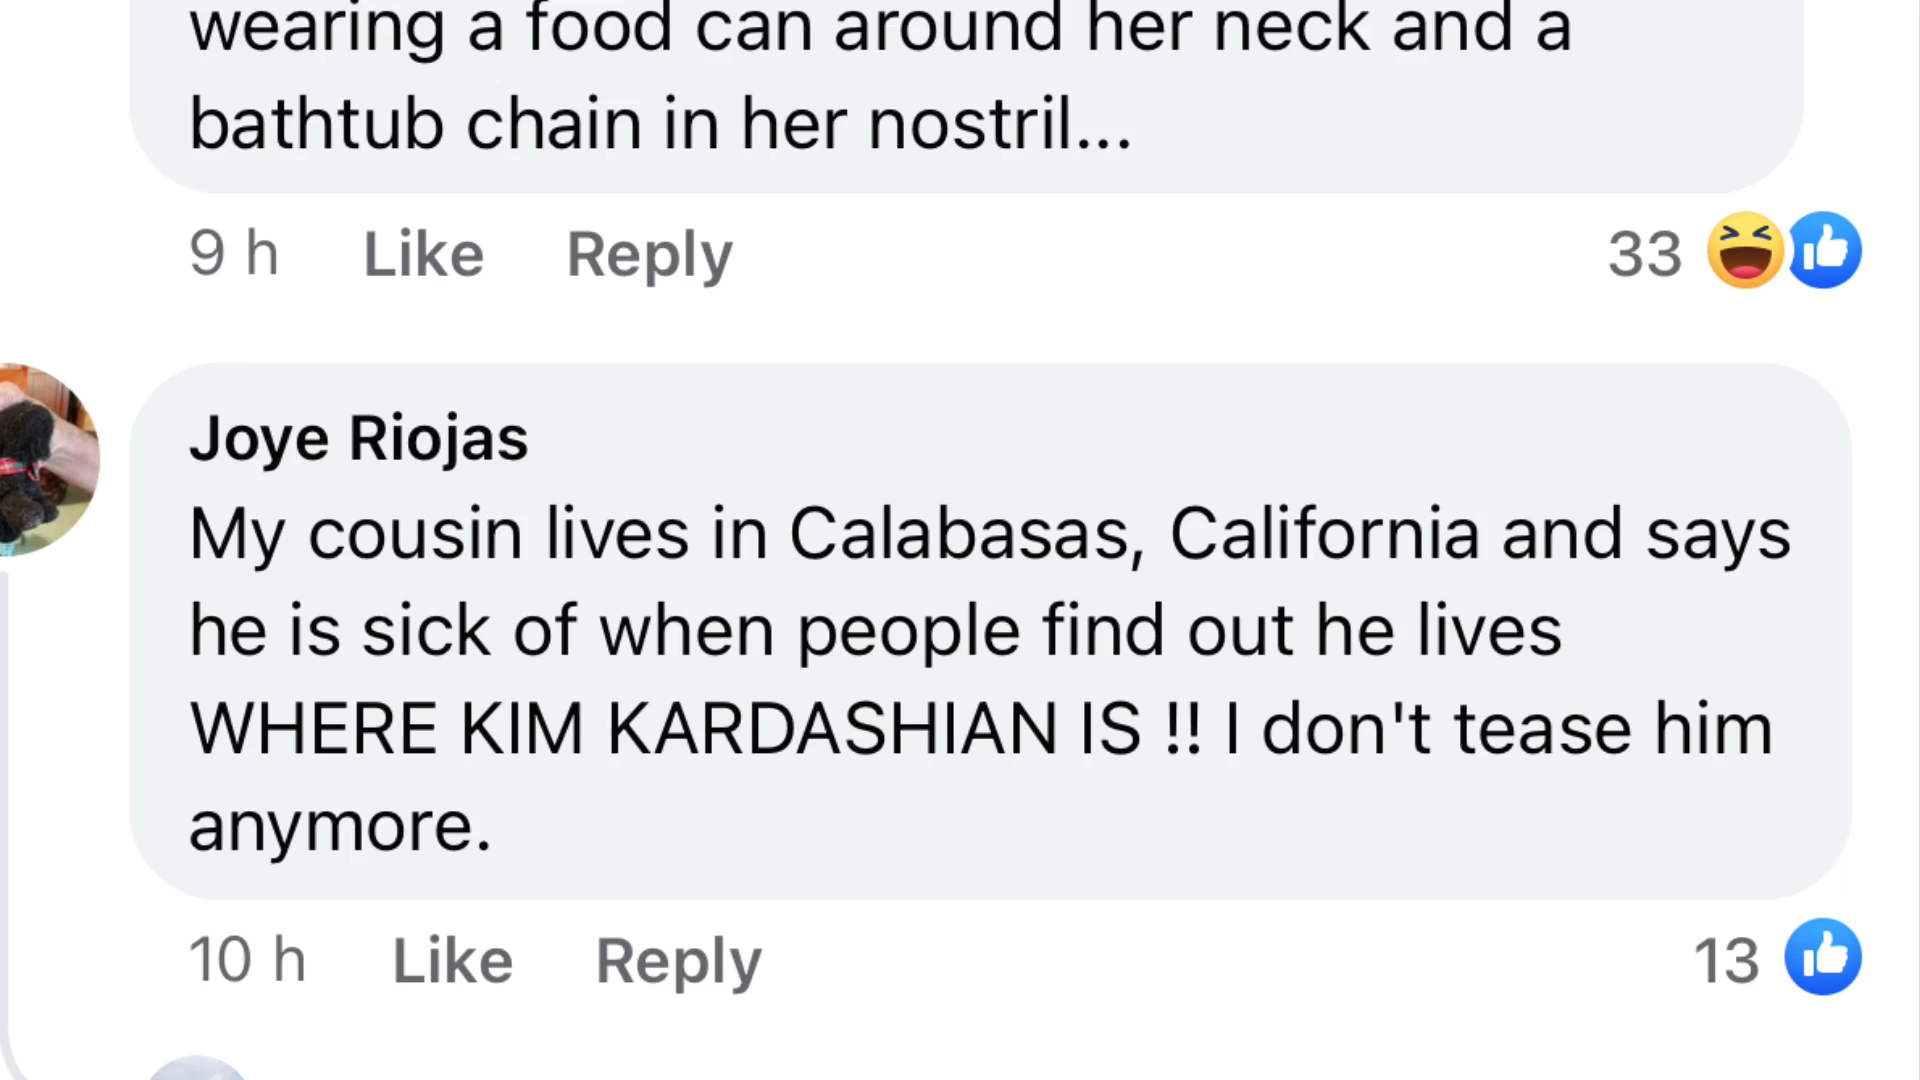 wearing a food can around her neck and a
bathtub chain in her nostril...
9 h Like Reply 33
Joye Riojas
My cousin lives in Calabasas, California and says
he is sick of when people find out he lives
WHERE KIM KARDASHIAN IS !! I don't tease him
anymore.
10 h Like Reply 13